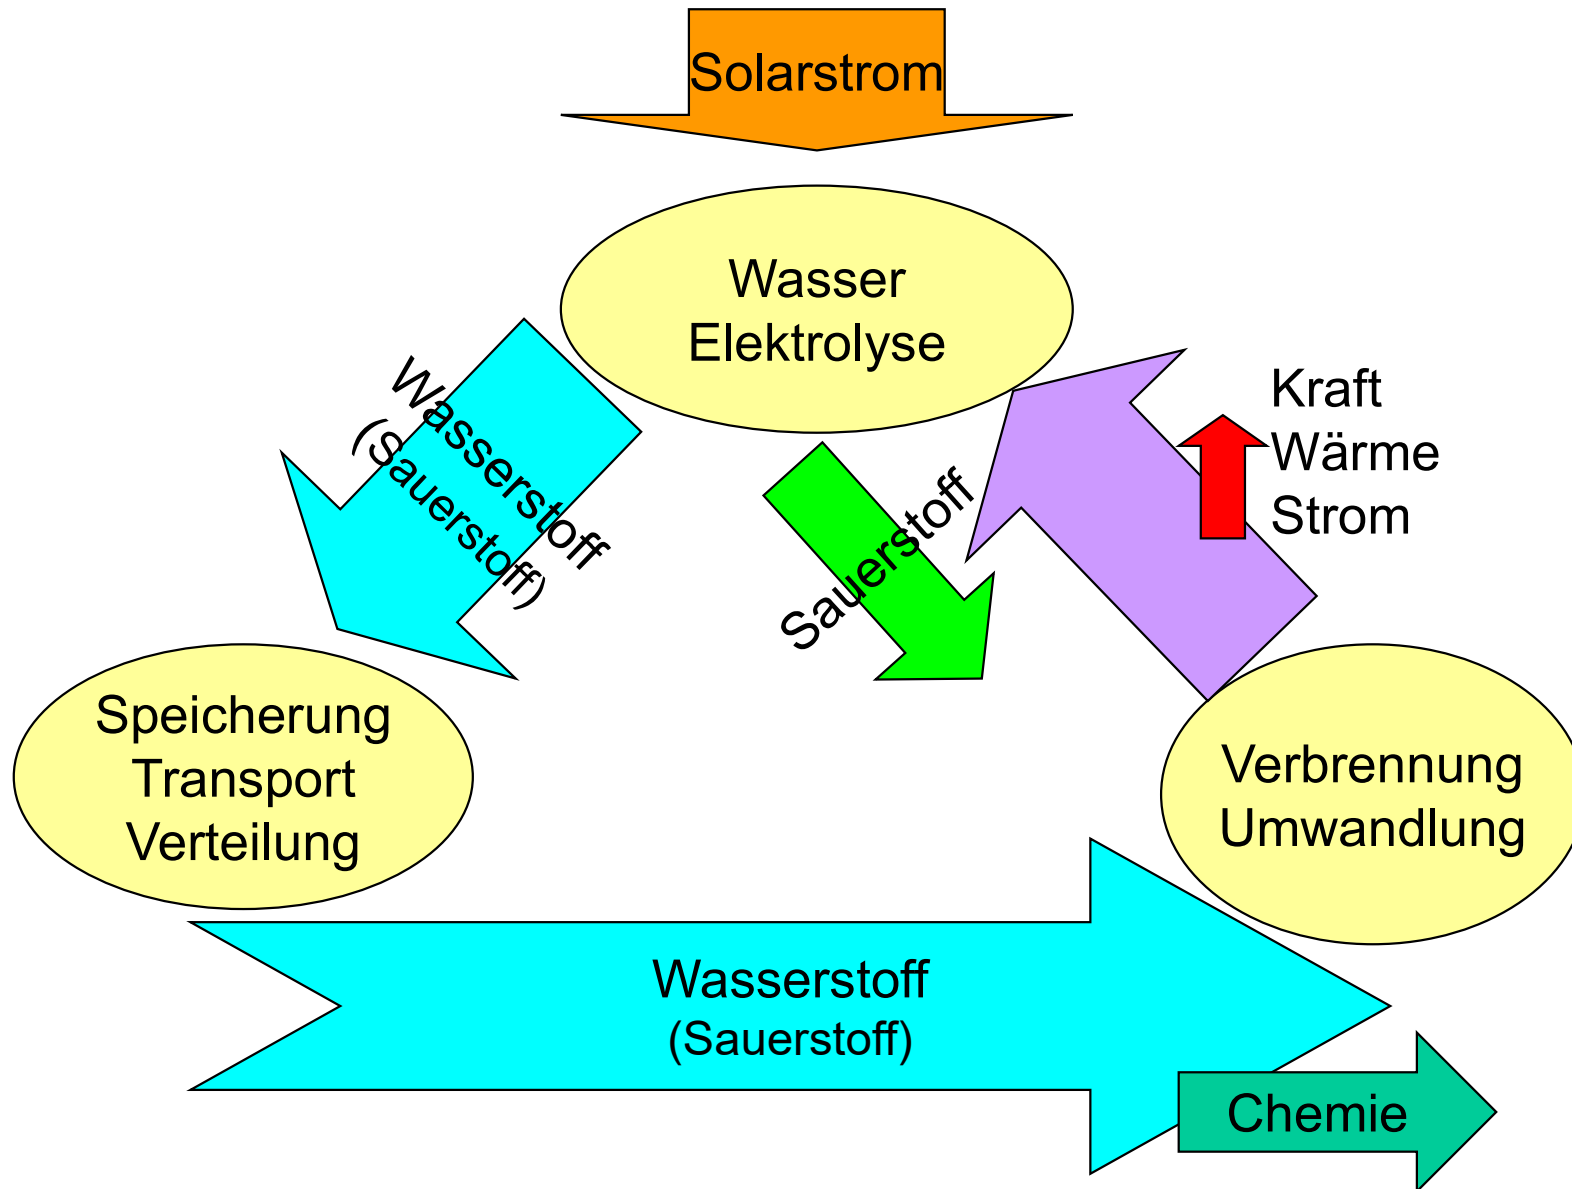 Solarstrom
Wasser
Elektrolyse
Wasserstoff
(Sauerstoff)
Sauerstoff
Kraft
Wärme
Strom
Speicherung
Transport
Verteilung
Verbrennung
Umwandlung
Wasserstoff
(Sauerstoff)
Chemie